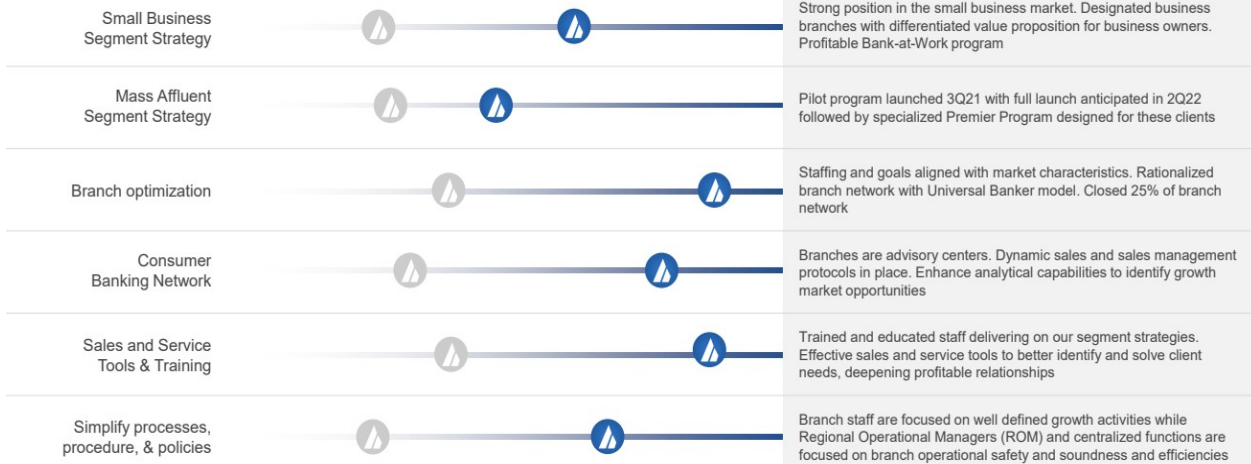 Small Business
Segment Strategy
Strong position in the small business market. Designated business
branches with differentiated value proposition for business owners.
Profitable Bank-at-Work program
Mass Affluent
Segment Strategy
Pilot program launched 3Q21 with full launch anticipated in 2Q22
followed by specialized Premier Program designed for these clients
Branch optimization
Staffing and goals aligned with market characteristics. Rationalized
branch network with Universal Banker model. Closed 25% of branch
network
Consumer
Banking Network
Branches are advisory centers. Dynamic sales and sales management
protocols in place. Enhance analytical capabilities to identify growth
market opportunities
Sales and Service
Tools & Training
Trained and educated staff delivering on our segment strategies.
Effective sales and service tools to better identify and solve client
needs, deepening profitable relationships
Simplify processes,
procedure, & policies
Branch staff are focused on well defined growth activities while
Regional Operational Managers (ROM) and centralized functions are
focused on branch operational safety and soundness and efficiencies